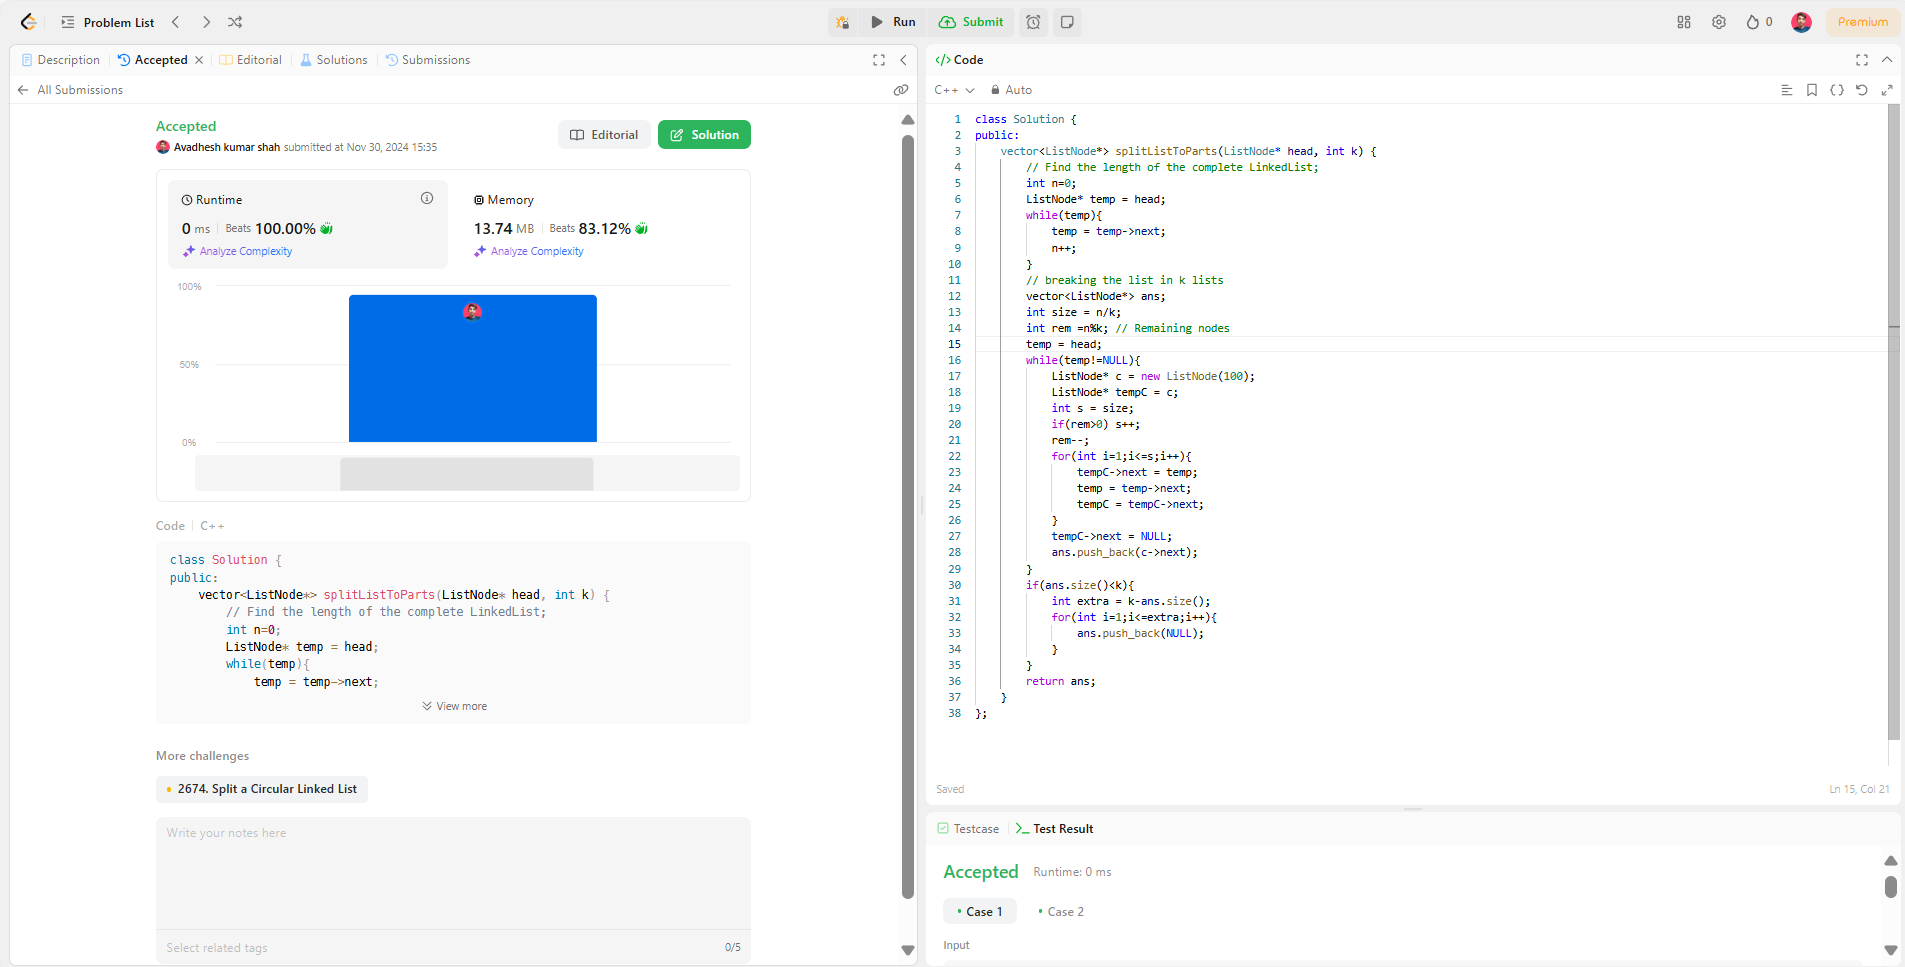 Problem List
Run
Submit
0
Premium
Description
Accepted
Editorial
Solutions
Submissions
All Submissions
Accepted
Avadhesh kumar shah submitted at Nov 30, 2024 15:35
Editorial
Solution
Runtime
0 ms
Beats 100.00%
Analyze Complexity
Memory
13.74 MB
Beats 83.12%
Analyze Complexity
100%
50%
0%
Code
C++
class Solution {
public:
    vector<ListNode*> splitListToParts(ListNode* head, int k) {
        // Find the length of the complete LinkedList;
        int n=0;
        ListNode* temp = head;
        while(temp){
            temp = temp->next;
View more
More challenges
2674. Split a Circular Linked List
Write your notes here
Select related tags
0/5
</> Code
C++
Auto
1 class Solution {
2 public:
3     vector<ListNode*> splitListToParts(ListNode* head, int k) {
4         // Find the length of the complete LinkedList;
5         int n=0;
6         ListNode* temp = head;
7         while(temp){
8             temp = temp->next;
9             n++;
10         }
11         // breaking the list in k lists
12         vector<ListNode*> ans;
13         int size = n/k;
14         int rem =n%k; // Remaining nodes
15         temp = head;
16         while(temp!=NULL){
17             ListNode* c = new ListNode(100);
18             ListNode* tempC = c;
19             int s = size;
20             if(rem>0) s++;
21             rem--;
22             for(int i=1;i<=s;i++){
23                 tempC->next = temp;
24                 temp = temp->next;
25                 tempC = tempC->next;
26             }
27             tempC->next = NULL;
28             ans.push_back(c->next);
29         }
30         if(ans.size()<k){
31             int extra = k-ans.size();
32             for(int i=1;i<=extra;i++){
33                 ans.push_back(NULL);
34             }
35         }
36         return ans;
37     }
38 };
Saved
Ln 15, Col 21
Testcase
Test Result
Accepted
Runtime: 0 ms
Case 1
Case 2
Input